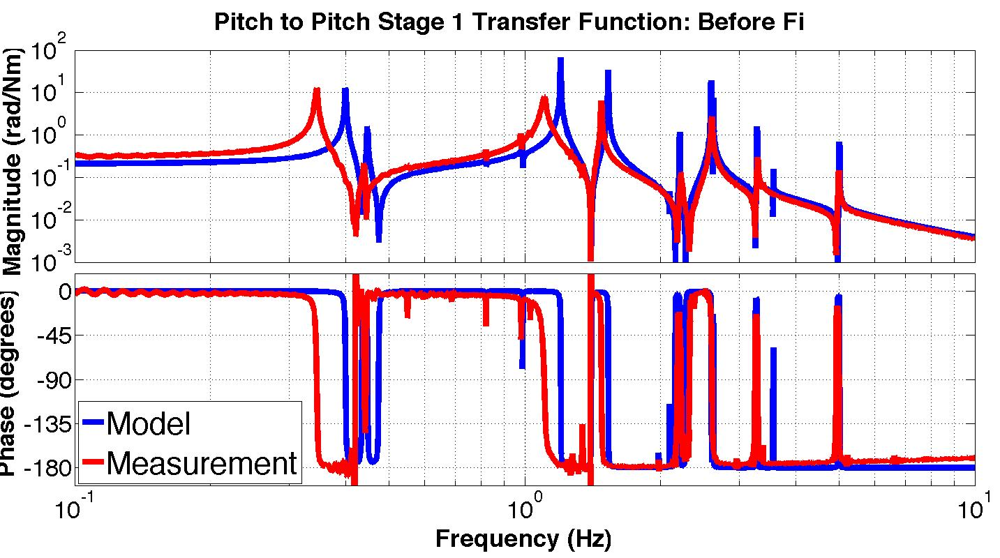 Pitch to Pitch Stage 1 Transfer Function: Before Fi
Magnitude (rad/Nm)
10^2
10^1
10^0
10^-1
10^-2
10^-3
Phase (degrees)
0
-45
-90
-135
-180
Model
Measurement
10^-1
10^0
10^1
Frequency (Hz)